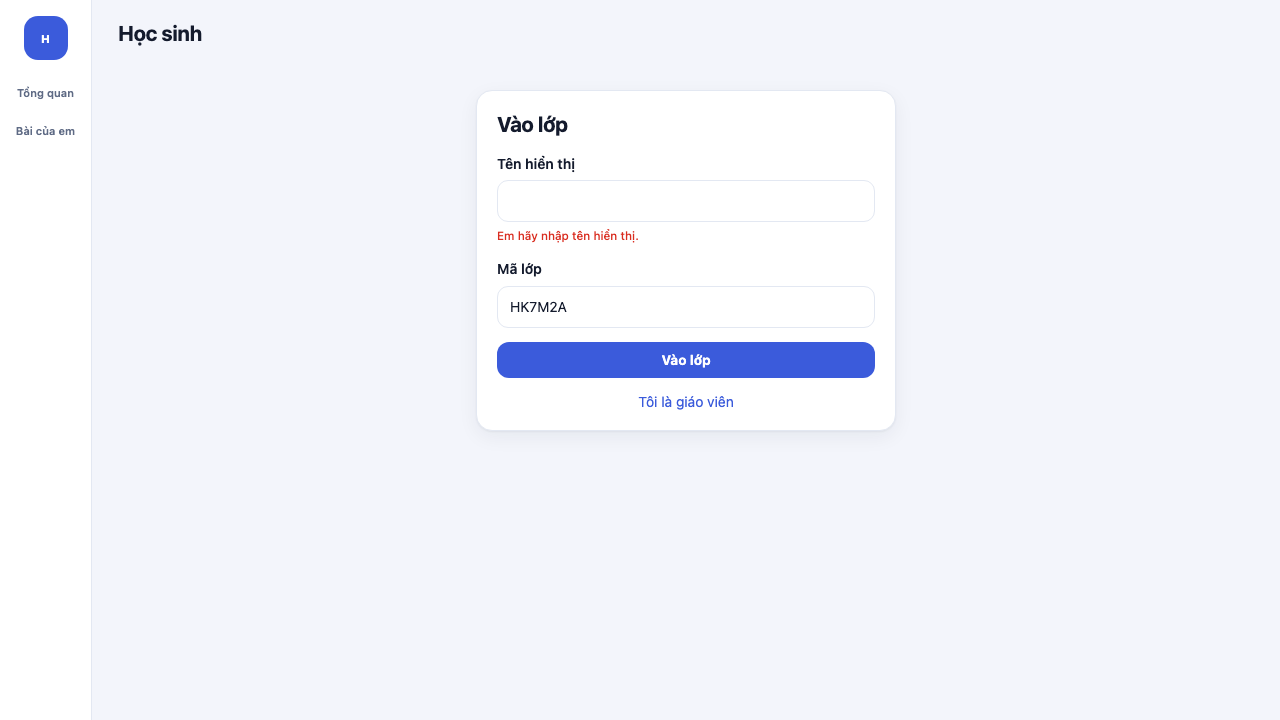 H
Tổng quan
Bài của em
Học sinh
Vào lớp
Tên hiển thị
Em hãy nhập tên hiển thị.
Mã lớp
HK7M2A
Vào lớp
Tôi là giáo viên